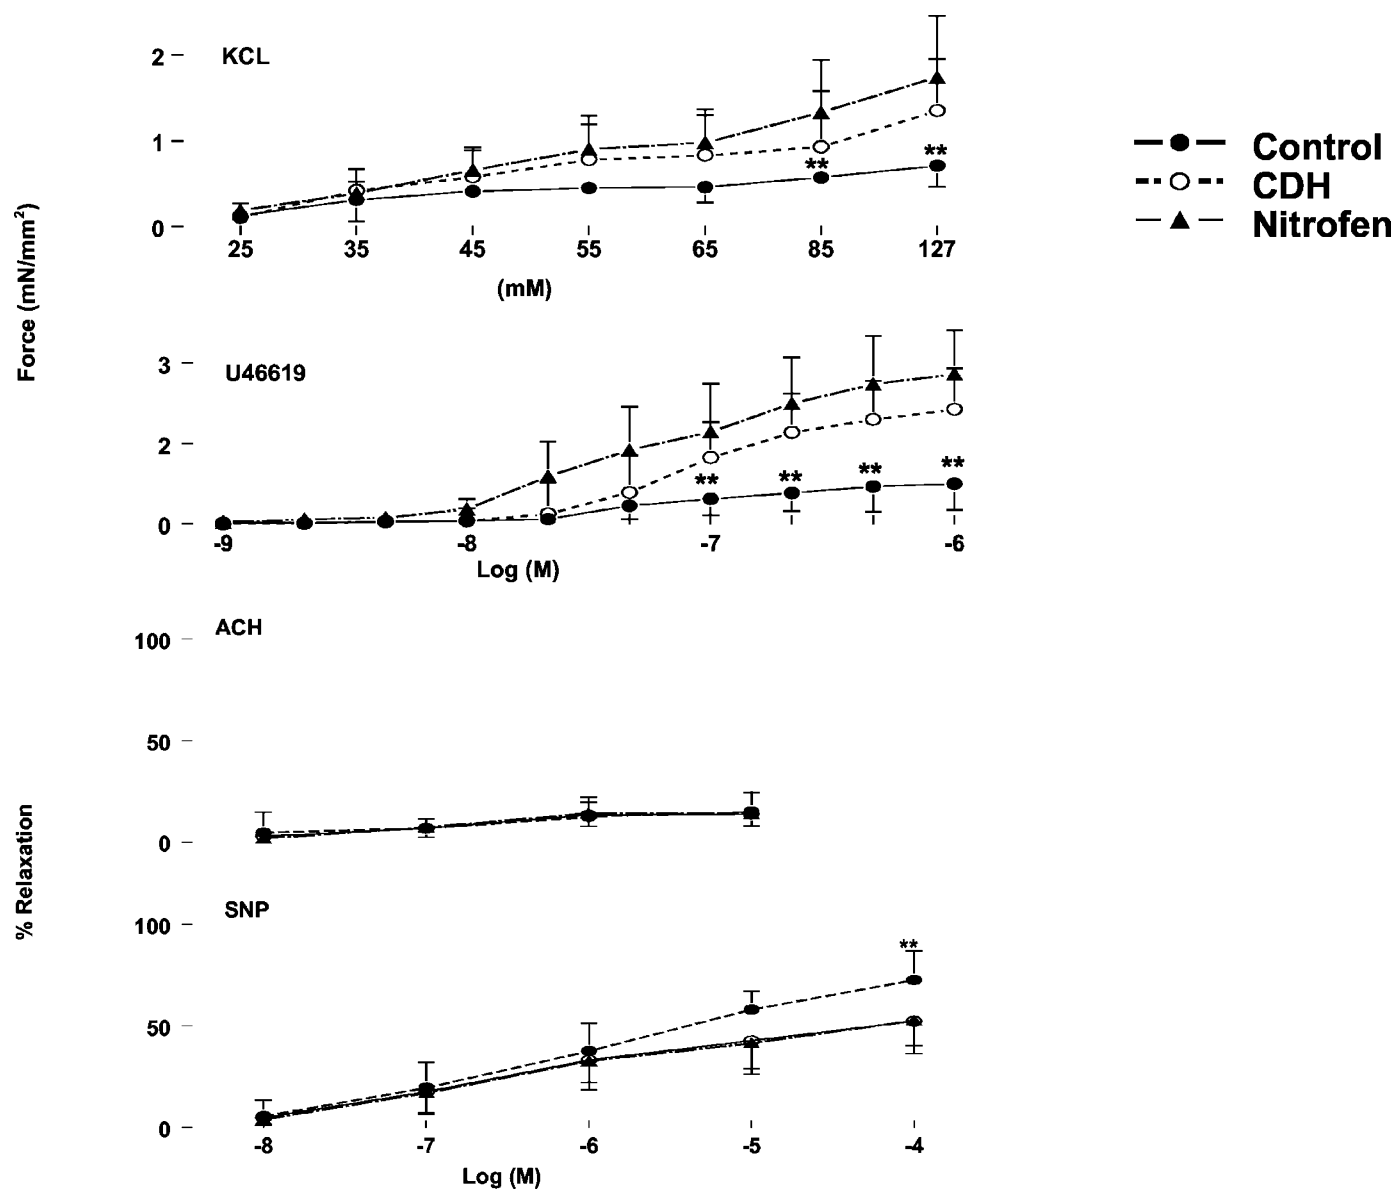 KCL
2
1
0
25 35 45 55 65 85 127
(mM)
** **
Control
CDH
Nitrofen
Force (mN/mm²)
U46619
3
2
0
** ** ** **
-9 -8 -7 -6
Log (M)
ACH
100
50
0
% Relaxation
SNP
100
50
0
**
-8 -7 -6 -5 -4
Log (M)